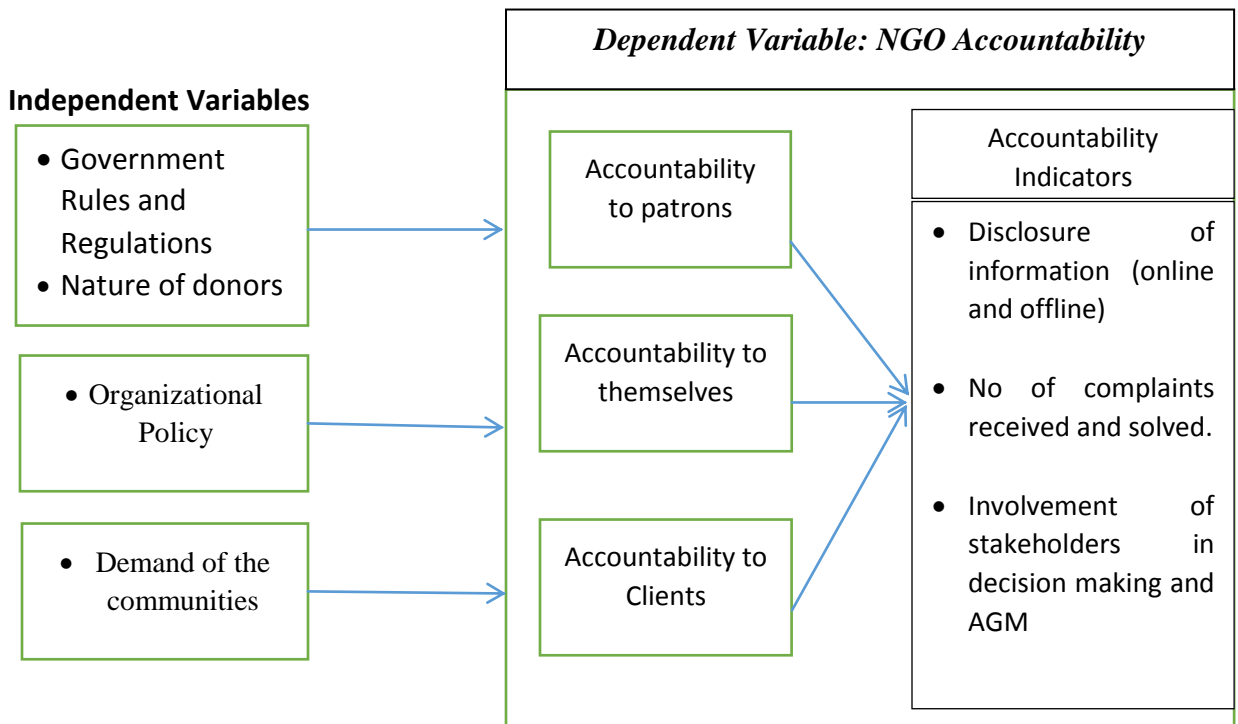 Dependent Variable: NGO Accountability
Independent Variables
• Government
Rules and
Regulations
• Nature of donors
• Organizational
Policy
• Demand of the
communities
Accountability
to patrons
Accountability to
themselves
Accountability to
Clients
Accountability
Indicators
• Disclosure of
information (online
and offline)
• No of complaints
received and solved.
• Involvement of
stakeholders in
decision making and
AGM